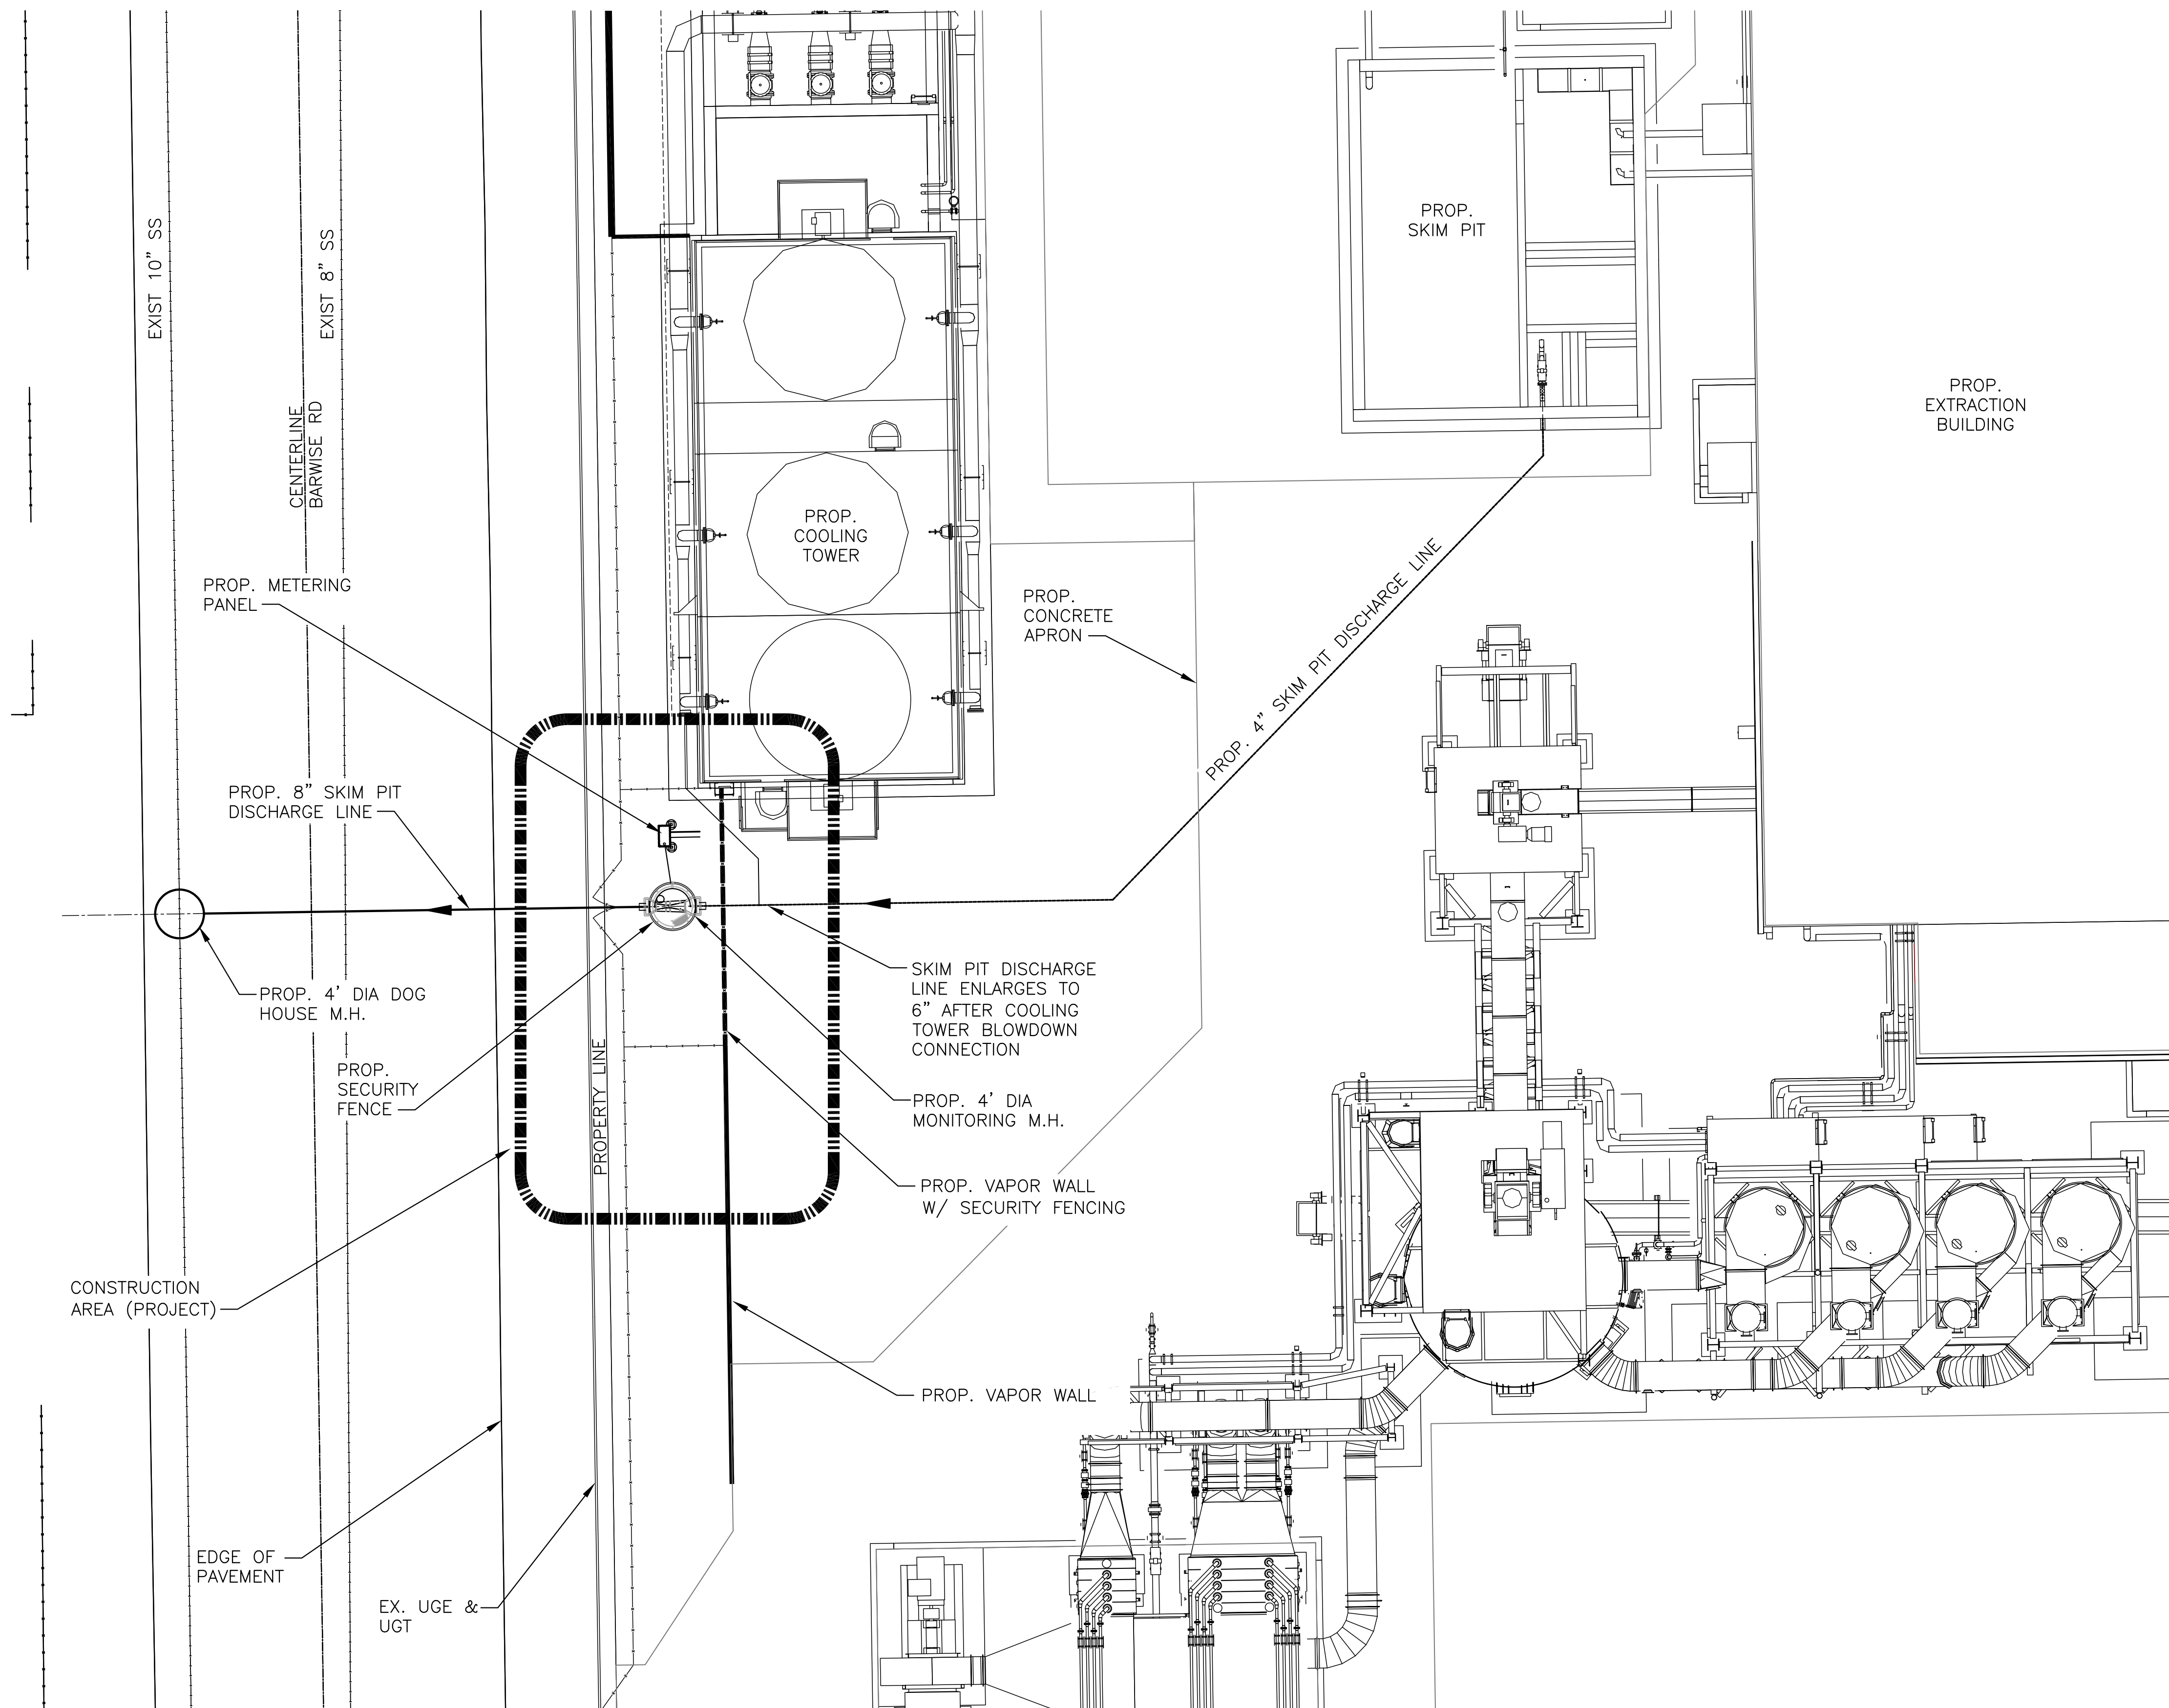 EXIST 10” SS
EXIST 8” SS
CENTERLINE
BARWISE RD
PROP.
SKIM PIT
PROP.
EXTRACTION
BUILDING
PROP.
COOLING
TOWER
PROP. METERING
PANEL
PROP.
CONCRETE
APRON
PROP. 4” SKIM PIT DISCHARGE LINE
PROP. 8” SKIM PIT
DISCHARGE LINE
PROP. 4’ DIA DOG
HOUSE M.H.
SKIM PIT DISCHARGE
LINE ENLARGES TO
6” AFTER COOLING
TOWER BLOWDOWN
CONNECTION
PROP.
SECURITY
FENCE
PROPERTY LINE
PROP. 4’ DIA
MONITORING M.H.
PROP. VAPOR WALL
W/ SECURITY FENCING
CONSTRUCTION
AREA (PROJECT)
PROP. VAPOR WALL
EDGE OF
PAVEMENT
EX. UGE &
UGT